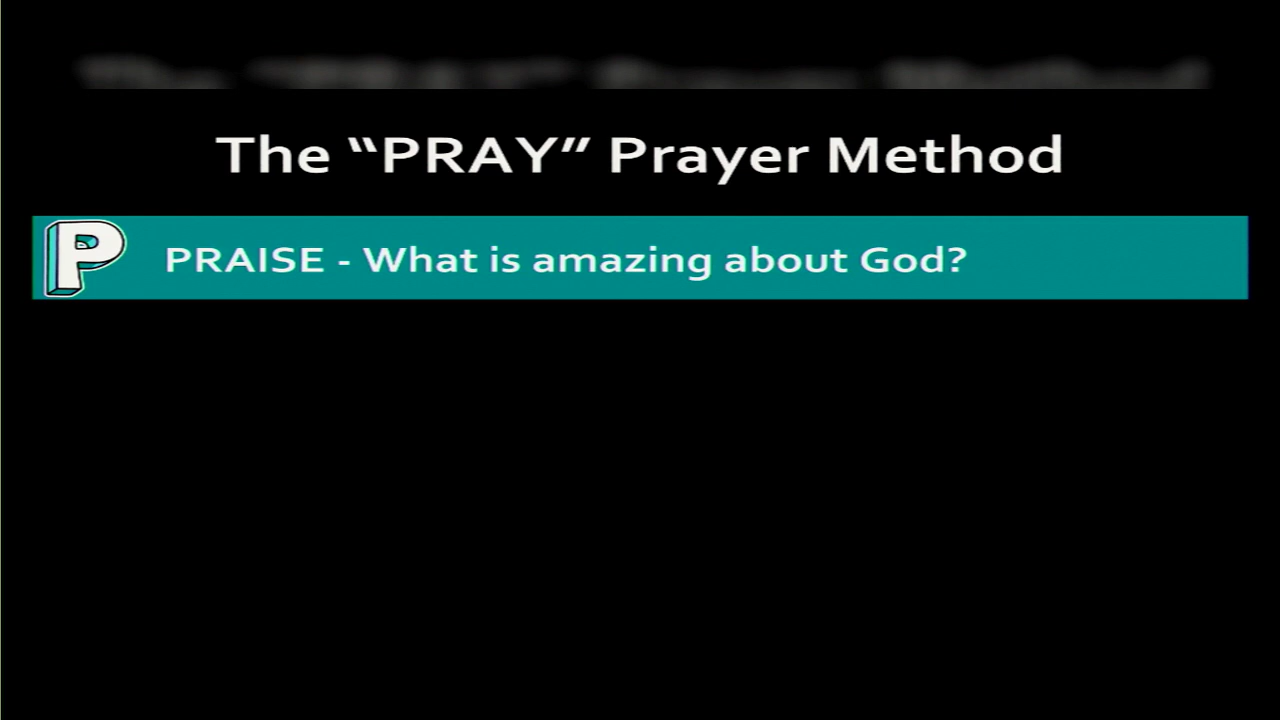 The “PRAY” Prayer Method
P PRAISE - What is amazing about God?